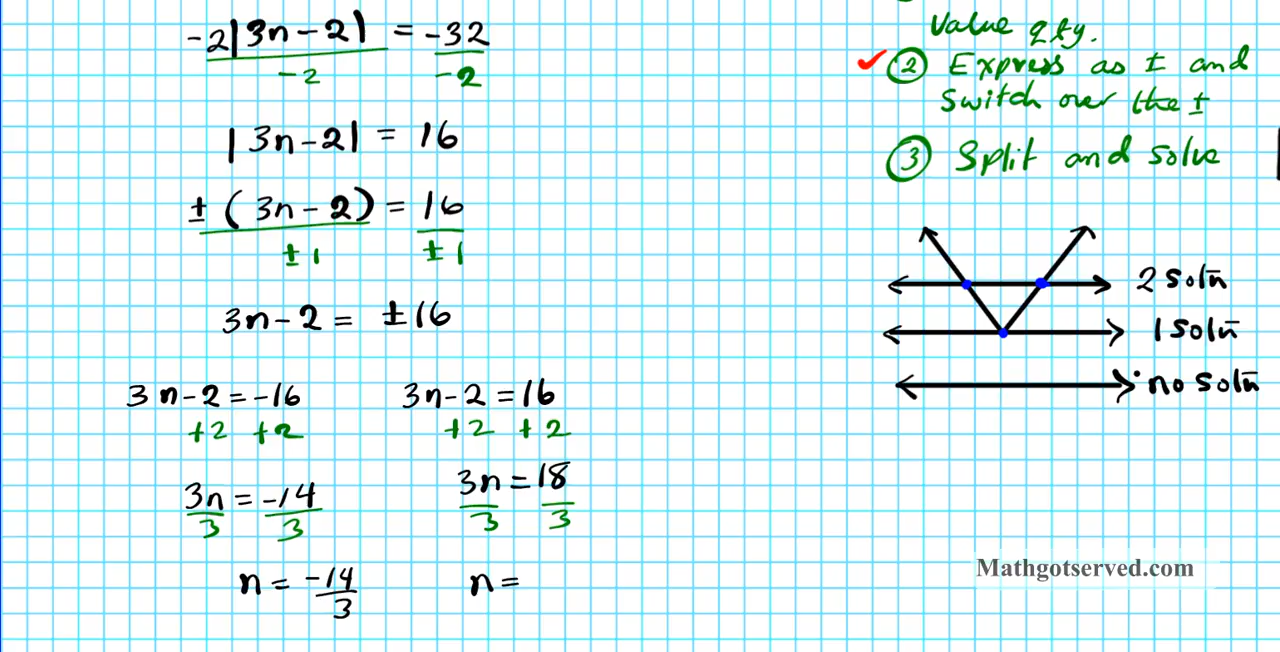 -2|3n-2| = -32
-2 -2
|3n-2| = 16
± (3n-2) = 16
±1 ±1
3n-2 = ±16
3n-2=-16
+2 +2
3n = -14
3 3
n = -14
3
3n-2=16
+2 +2
3n = 18
3 3
n =
Value qty.
✓ ② Express as ± and
switch over the ±
③ Split and solve
2 soln̄
1 soln̄
no soln̄
Mathgotserved.com